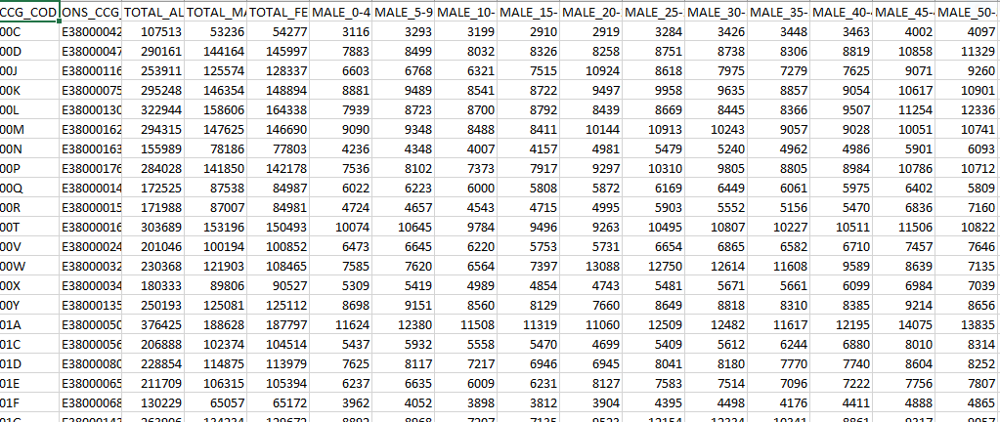 CCG_COD ONS_CCG_ TOTAL_AL TOTAL_MA TOTAL_FE MALE_0-4 MALE_5-9 MALE_10- MALE_15- MALE_20- MALE_25- MALE_30- MALE_35- MALE_40- MALE_45- MALE_50-
00C E38000042 107513 53236 54277 3116 3293 3199 2910 2919 3284 3426 3448 3463 4002 4097
00D E38000047 290161 144164 145997 7883 8499 8032 8326 8258 8751 8738 8306 8819 10858 11329
00J E38000116 253911 125574 128337 6603 6768 6321 7515 10924 8618 7975 7279 7625 9071 9260
00K E38000075 295248 146354 148894 8881 9489 8541 8722 9497 9958 9635 8857 9054 10617 10901
00L E38000130 322944 158606 164338 7939 8723 8700 8792 8439 8669 8445 8366 9507 11254 12336
00M E38000162 294315 147625 146690 9090 9348 8488 8411 10144 10913 10243 9057 9028 10051 10741
00N E38000163 155989 78186 77803 4236 4348 4007 4157 4981 5479 5240 4962 4986 5901 6093
00P E38000176 284028 141850 142178 7536 8102 7373 7917 9297 10310 9805 8805 8984 10786 10712
00Q E38000014 172525 87538 84987 6022 6223 6000 5808 5872 6169 6449 6061 5975 6402 5809
00R E38000015 171988 87007 84981 4724 4657 4543 4715 4995 5903 5552 5156 5470 6836 7160
00T E38000016 303689 153196 150493 10074 10645 9784 9496 9263 10495 10807 10227 10511 11506 10822
00V E38000024 201046 100194 100852 6473 6645 6220 5753 5731 6654 6865 6582 6710 7457 7646
00W E38000032 230368 121903 108465 7585 7620 6564 7397 13088 12750 12614 11608 9589 8639 7135
00X E38000034 180333 89806 90527 5309 5419 4989 4854 4743 5481 5671 5661 6099 6984 7039
00Y E38000135 250193 125081 125112 8698 9151 8560 8129 7660 8649 8818 8310 8385 9214 8656
01A E38000050 376425 188628 187797 11624 12380 11508 11319 11060 12509 12482 11617 12195 14075 13835
01C E38000056 206888 102374 104514 5437 5932 5558 5470 4699 5409 5612 6244 6880 8010 8314
01D E38000080 228854 114875 113979 7625 8117 7217 6946 6945 8041 8180 7770 7740 8604 8252
01E E38000065 211709 106315 105394 6237 6635 6009 6231 8127 7583 7514 7096 7222 7756 7807
01F E38000068 130229 65057 65172 3962 4052 3898 3812 3904 4395 4498 4176 4411 4888 4865